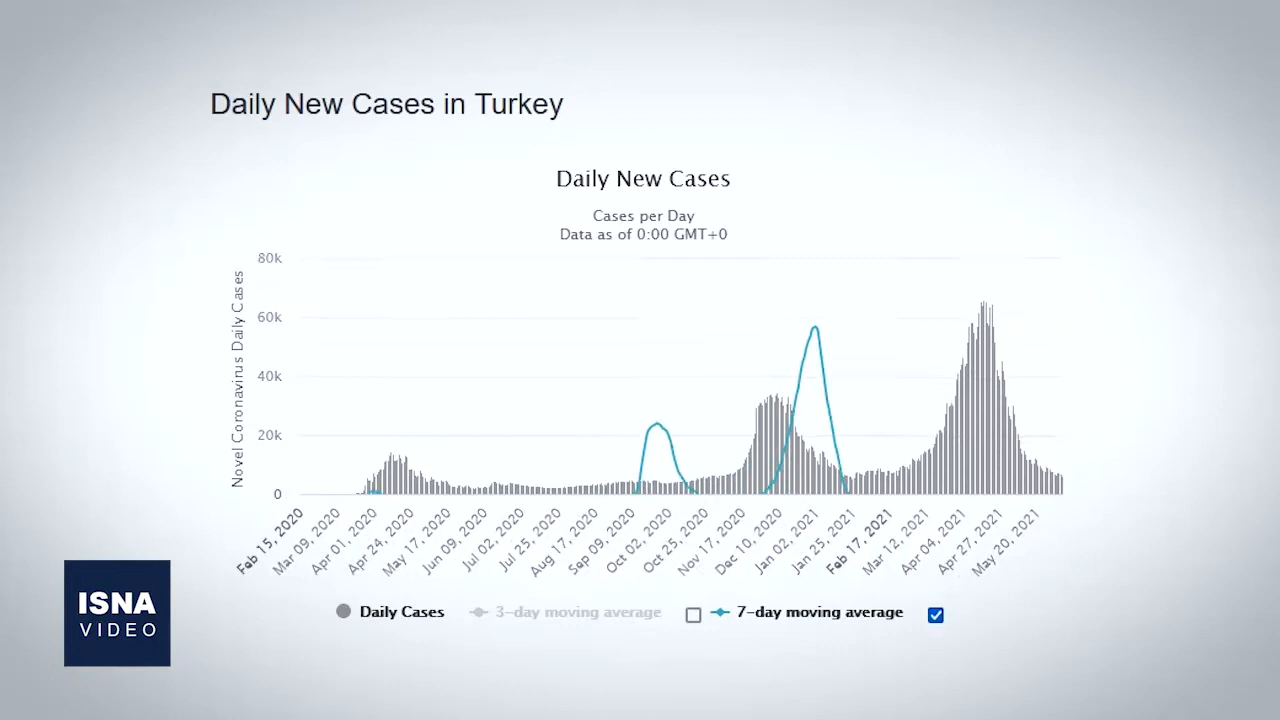 Daily New Cases in Turkey
Daily New Cases
Cases per Day
Data as of 0:00 GMT+0
Novel Coronavirus Daily Cases
80k
60k
40k
20k
0
Feb 15, 2020
Mar 09, 2020
Apr 01, 2020
Apr 24, 2020
May 17, 2020
Jun 09, 2020
Jul 02, 2020
Jul 25, 2020
Aug 17, 2020
Sep 09, 2020
Oct 02, 2020
Oct 25, 2020
Nov 17, 2020
Dec 10, 2020
Jan 02, 2021
Jan 25, 2021
Feb 17, 2021
Mar 12, 2021
Apr 04, 2021
Apr 27, 2021
May 20, 2021
Daily Cases 3-day moving average 7-day moving average
ISNA
VIDEO